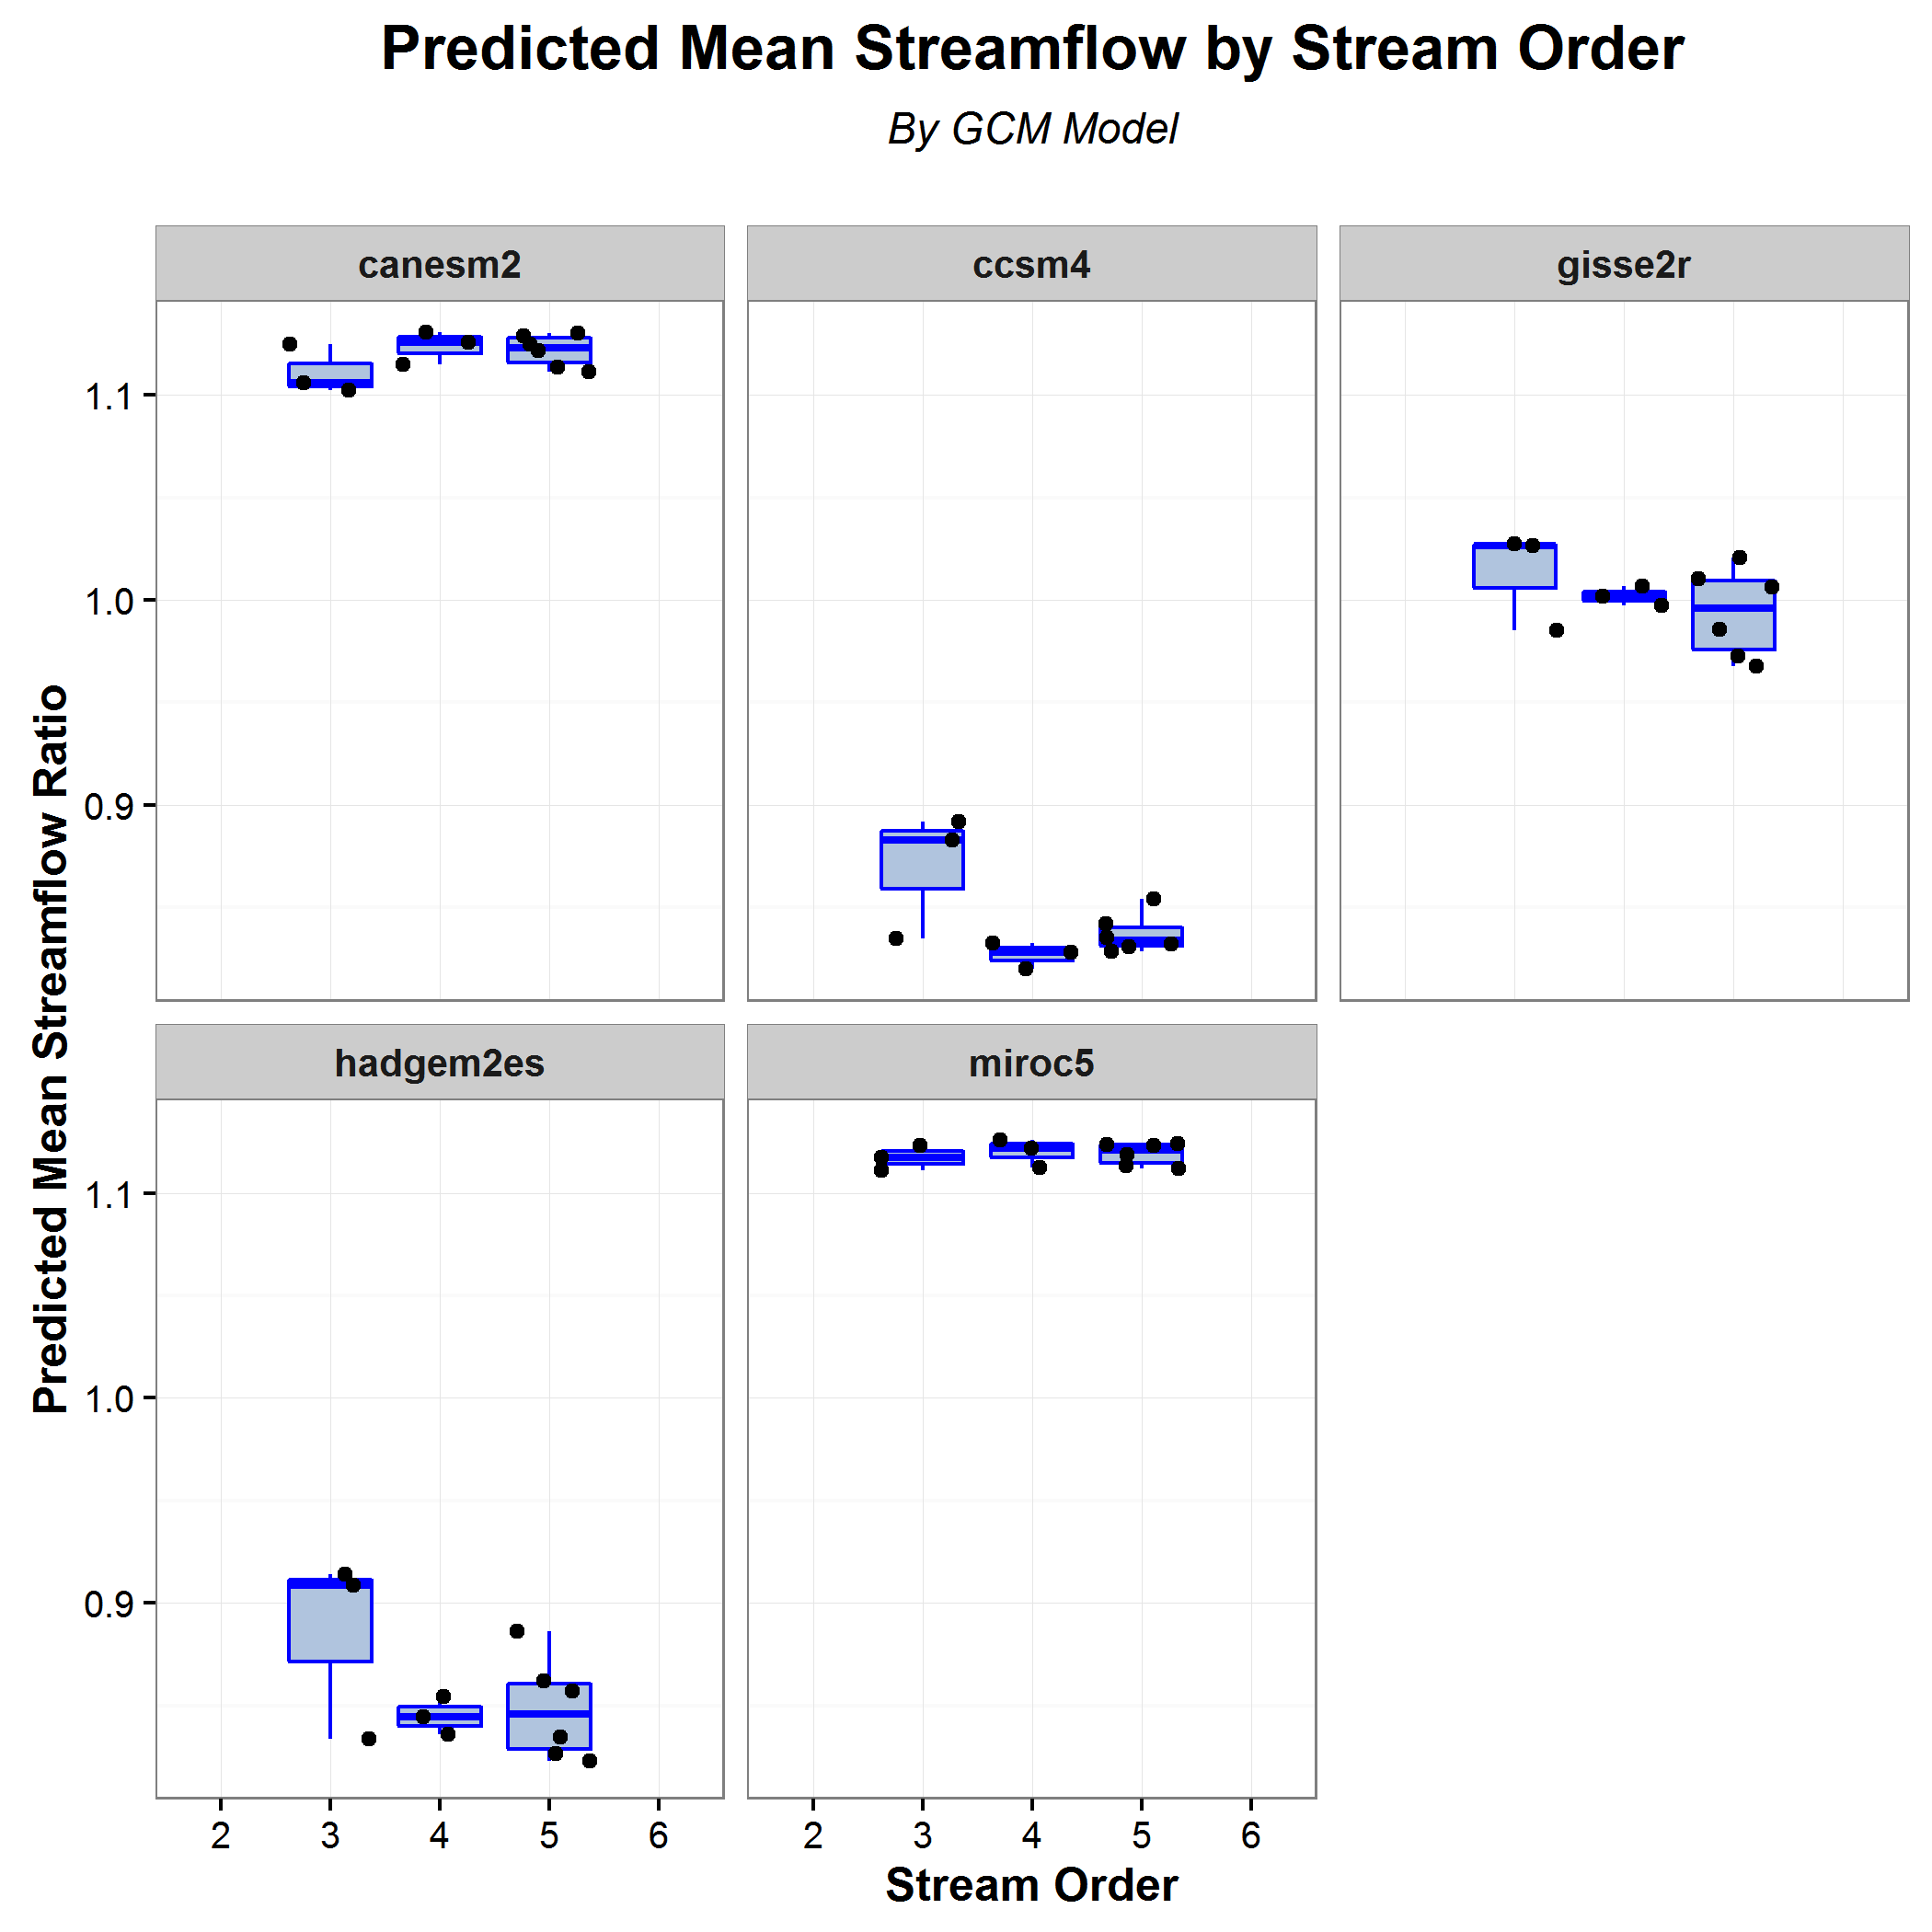 Predicted Mean Streamflow by Stream Order
By GCM Model
canesm2
ccsm4
gisse2r
1.1
1.0
0.9
Predicted Mean Streamflow Ratio
hadgem2es
miroc5
1.1
1.0
0.9
2 3 4 5 6
2 3 4 5 6
Stream Order